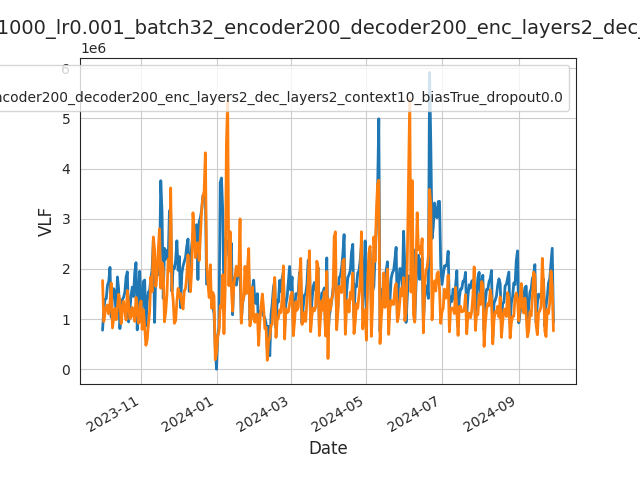 1000_lr0.001_batch32_encoder200_decoder200_enc_layers2_dec_
1e6
ncoder200_decoder200_enc_layers2_dec_layers2_context10_biasTrue_dropout0.0
6
5
4
3
2
1
0
VLF
2023-11
2024-01
2024-03
2024-05
2024-07
2024-09
Date